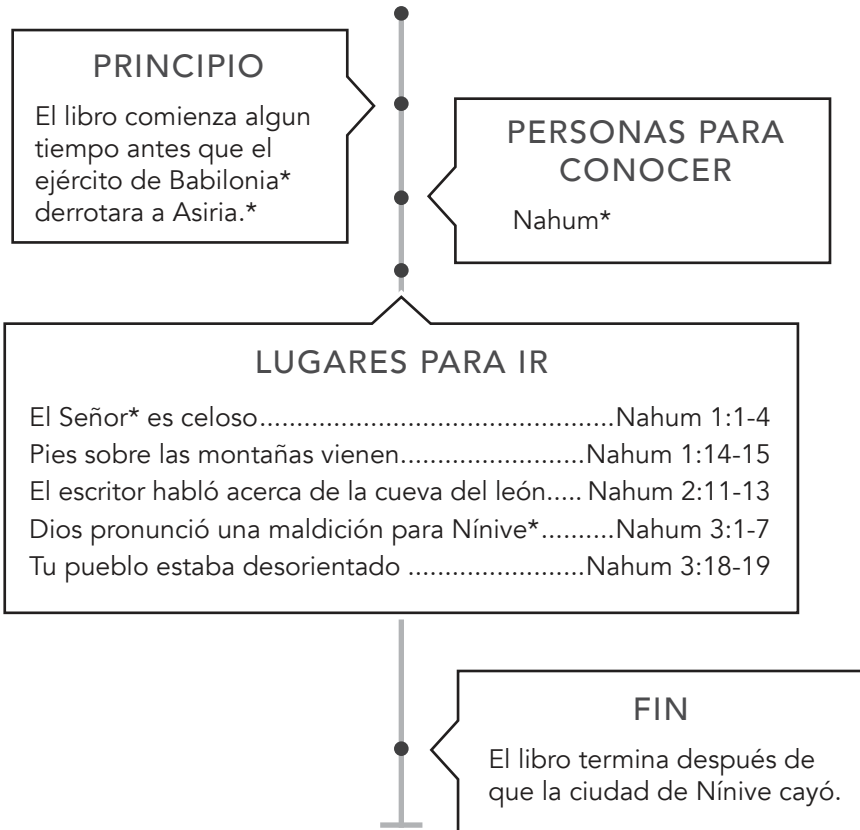 PRINCIPIO
El libro comienza algun
tiempo antes que el
ejército de Babilonia*
derrotara a Asiria.*
PERSONAS PARA
CONOCER
Nahum*
LUGARES PARA IR
El Señor* es celoso................................................Nahum 1:1-4
Pies sobre las montañas vienen.........................Nahum 1:14-15
El escritor habló acerca de la cueva del león..... Nahum 2:11-13
Dios pronunció una maldición para Nínive*..........Nahum 3:1-7
Tu pueblo estaba desorientado ........................Nahum 3:18-19
FIN
El libro termina después de
que la ciudad de Nínive cayó.